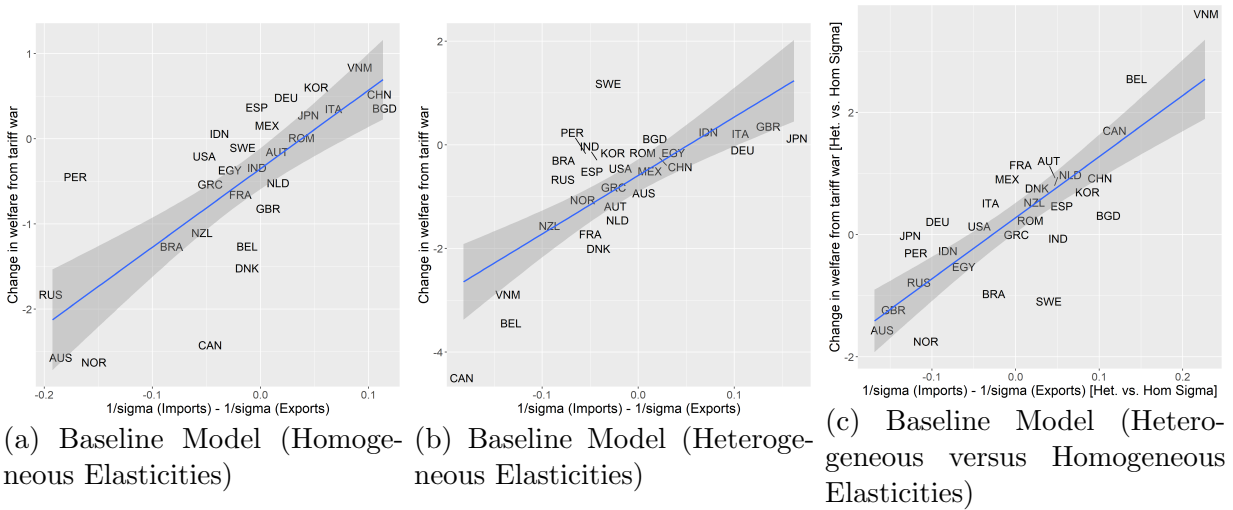 Change in welfare from tariff war
1
0
-1
-2
VNM
KOR
CHN
DEU
ESP
ITA
BGD
JPN
MEX
IDN
ROM
SWE
AUT
USA
EGY
IND
PER
GRC
NLD
FRA
GBR
NZL
BRA
BEL
DNK
RUS
CAN
AUS
NOR
-0.2
-0.1
0.0
0.1
1/sigma (Imports) - 1/sigma (Exports)
(a) Baseline Model (Homoge-
neous Elasticities)
Change in welfare from tariff war
2
0
-2
-4
SWE
PER
IDN
GBR
ITA
JPN
BGD
IND
KOR
ROM
EGY
DEU
BRA
ESP
USA
MEX
CHN
RUS
GRC
AUS
NOR
AUT
NLD
NZL
FRA
DNK
VNM
BEL
CAN
-0.1
0.0
0.1
1/sigma (Imports) - 1/sigma (Exports)
(b) Baseline Model (Heteroge-
neous Elasticities)
Change in welfare from tariff war [Het. vs. Hom Sigma]
2
0
-2
VNM
BEL
CAN
FRA
AUT
MEX
NLD
CHN
DNK
KOR
ITA
NZL
ESP
BGD
DEU
USA
ROM
JPN
GRC
IND
PER
IDN
EGY
RUS
BRA
SWE
GBR
AUS
NOR
-0.1
0.0
0.1
0.2
1/sigma (Imports) - 1/sigma (Exports) [Het. vs. Hom Sigma]
(c) Baseline Model (Hetero-
geneous versus Homogeneous
Elasticities)